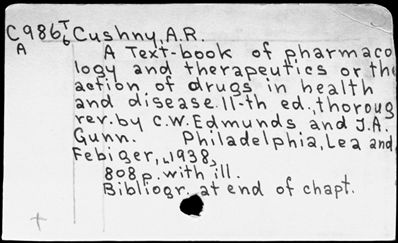 C986T6 Cushny, A.R.
A A Text-book of pharmaco
logy and therapeutics or the
action of drugs in health
and disease. 11-th ed., thoroug
rev. by C.W. Edmunds and J.A.
Gunn. Philadelphia, Lea and
Febiger, 1938,
808 p. with ill.
Bibliogr. at end of chapt.